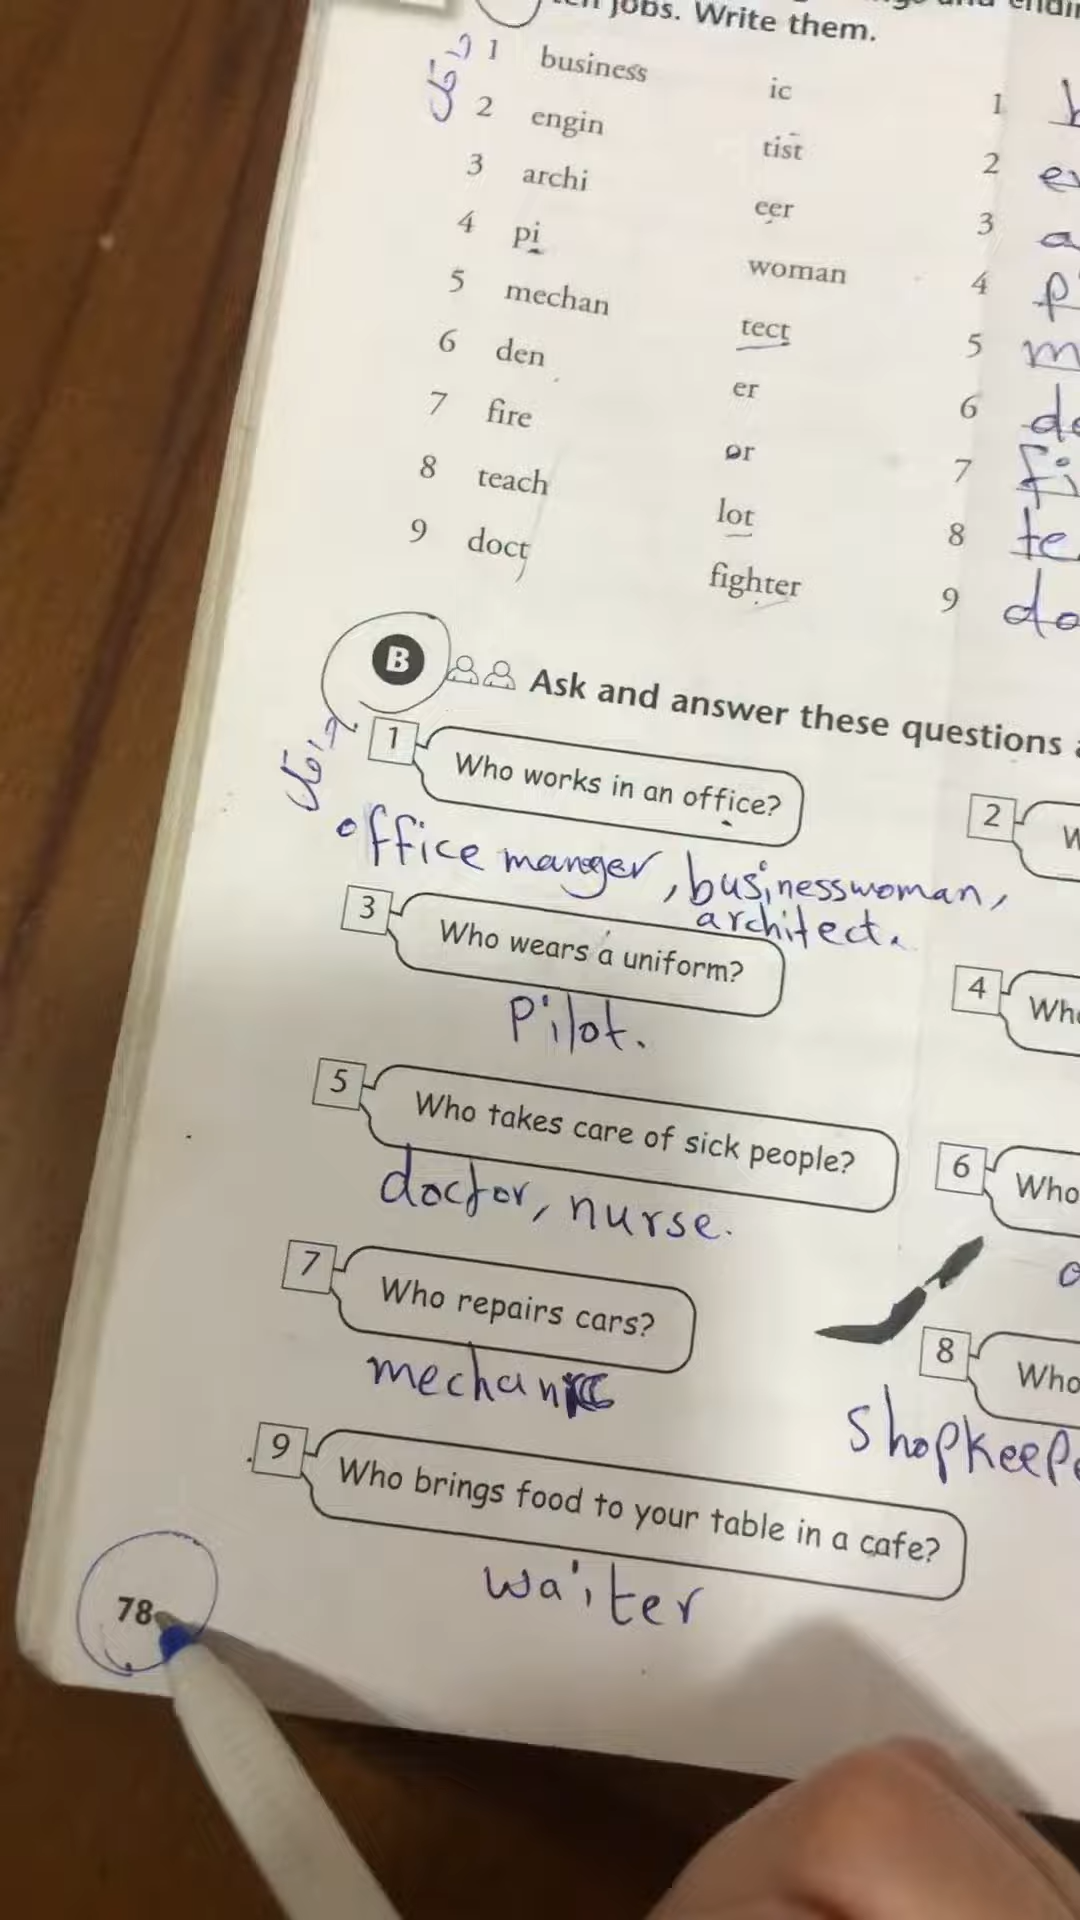 jobs. Write them.
1 business ic 1
2 engin tist 2
3 archi eer 3
4 pi woman 4
5 mechan tect 5
6 den er 6
7 fire or 7
8 teach lot 8
9 doct fighter 9
B Ask and answer these questions
1 Who works in an office? 2
office manger, businesswoman,
architect.
3 Who wears a uniform? 4
Pilot.
5 Who takes care of sick people? 6 Who
doctor, nurse.
7 Who repairs cars? 8 Who
mechanic
9 Who brings food to your table in a cafe?
waiter
78